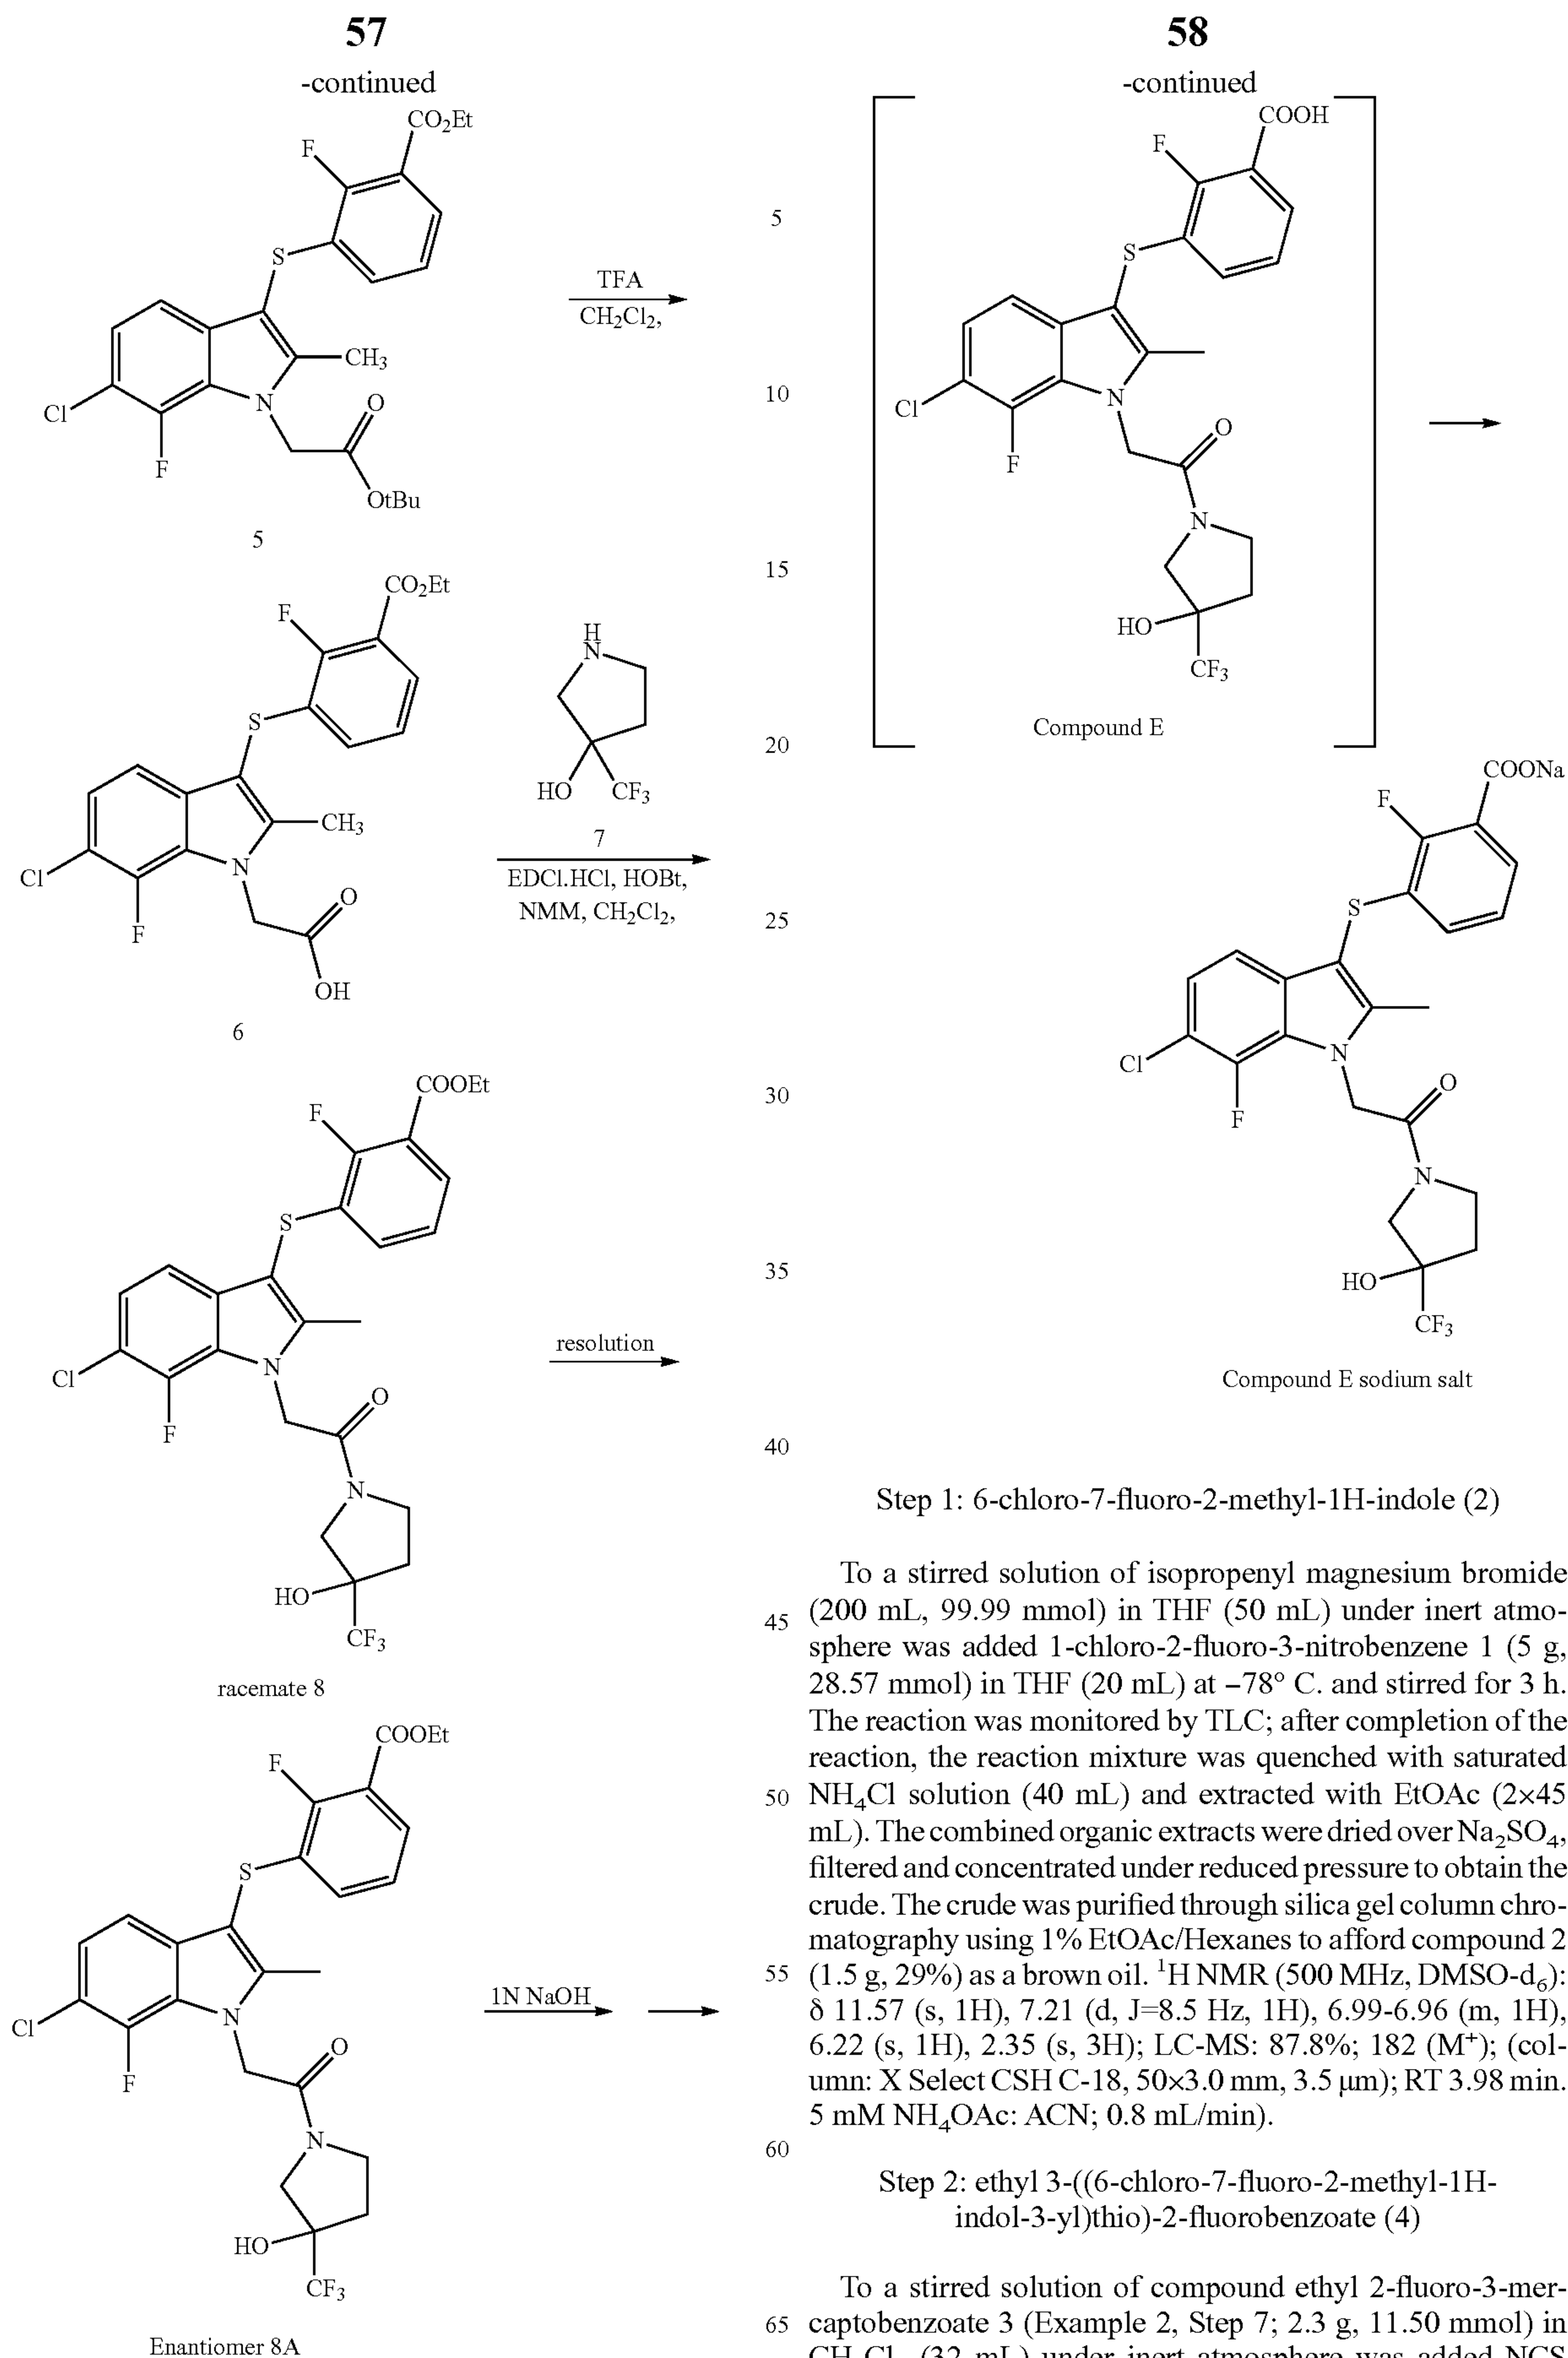 57
-continued
CO2Et
F
S
CH3
N
Cl
O
F
OtBu
5
TFA
CH2Cl2,
CO2Et
F
S
CH3
N
Cl
O
F
OH
6
H
N
HO
CF3
7
EDCl.HCl, HOBt,
NMM, CH2Cl2,
COOEt
F
S
N
Cl
O
F
N
HO
CF3
racemate 8
resolution
COOEt
F
S
N
Cl
O
F
N
HO
CF3
Enantiomer 8A
1N NaOH
58
-continued
COOH
F
S
N
Cl
O
F
N
HO
CF3
Compound E
COONa
F
S
N
Cl
O
F
N
HO
CF3
Compound E sodium salt
5
10
15
20
25
30
35
40
45
50
55
60
65
Step 1: 6-chloro-7-fluoro-2-methyl-1H-indole (2)
To a stirred solution of isopropenyl magnesium bromide
(200 mL, 99.99 mmol) in THF (50 mL) under inert atmo-
sphere was added 1-chloro-2-fluoro-3-nitrobenzene 1 (5 g,
28.57 mmol) in THF (20 mL) at –78° C. and stirred for 3 h.
The reaction was monitored by TLC; after completion of the
reaction, the reaction mixture was quenched with saturated
NH4Cl solution (40 mL) and extracted with EtOAc (2×45
mL). The combined organic extracts were dried over Na2SO4,
filtered and concentrated under reduced pressure to obtain the
crude. The crude was purified through silica gel column chro-
matography using 1% EtOAc/Hexanes to afford compound 2
(1.5 g, 29%) as a brown oil. 1H NMR (500 MHz, DMSO-d6):
δ 11.57 (s, 1H), 7.21 (d, J=8.5 Hz, 1H), 6.99-6.96 (m, 1H),
6.22 (s, 1H), 2.35 (s, 3H); LC-MS: 87.8%; 182 (M+); (col-
umn: X Select CSH C-18, 50×3.0 mm, 3.5 μm); RT 3.98 min.
5 mM NH4OAc: ACN; 0.8 mL/min).
Step 2: ethyl 3-((6-chloro-7-fluoro-2-methyl-1H-
indol-3-yl)thio)-2-fluorobenzoate (4)
To a stirred solution of compound ethyl 2-fluoro-3-mer-
captobenzoate 3 (Example 2, Step 7; 2.3 g, 11.50 mmol) in
CH2Cl2 (32 mL) under inert atmosphere was added NCS